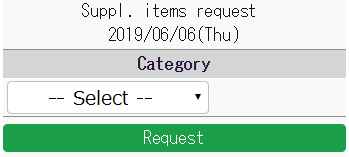 Suppl. items request
2019/06/06(Thu)
Category
-- Select --
Request